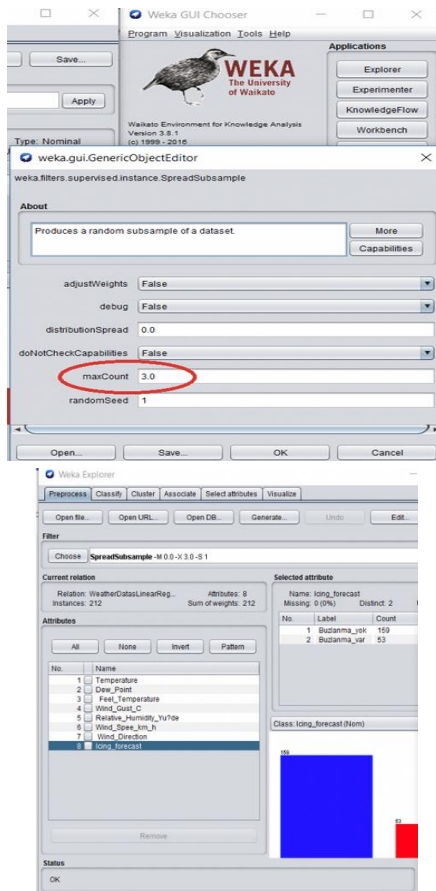 Weka GUI Chooser
Program Visualization Tools Help
Applications
Save...
WEKA
The University
of Waikato
Explorer
Experimenter
KnowledgeFlow
Workbench
Apply
Waikato Environment for Knowledge Analysis
Version 3.8.1
(c) 1999 - 2016
Type: Nominal
weka.gui.GenericObjectEditor
weka.filters.supervised.instance.SpreadSubsample
About
Produces a random subsample of a dataset.
More
Capabilities
adjustWeights False
debug False
distributionSpread 0.0
doNotCheckCapabilities False
maxCount 3.0
randomSeed 1
Open... Save... OK Cancel
Weka Explorer
Preprocess Classify Cluster Associate Select attributes Visualize
Open file... Open URL... Open DB... Generate... Undo Edit...
Filter
Choose SpreadSubsample -M 0.0 -X 3.0 -S 1
Current relation
Relation: WeatherDatasLinearReg... Attributes: 8
Instances: 212 Sum of weights: 212
Selected attribute
Name: Icing_forecast
Missing: 0 (0%) Distinct: 2
No. Label Count
1 Buzlanma_yok 159
2 Buzlanma_var 53
Attributes
All None Invert Pattern
No. Name
1 Temperature
2 Dew_Point
3 Feel_Temperature
4 Wind_Gust_C
5 Relative_Humidity_Yu?de
6 Wind_Spee_km_h
7 Wind_Direction
8 Icing_forecast
Class: Icing_forecast (Nom)
159
53
Remove
Status
OK